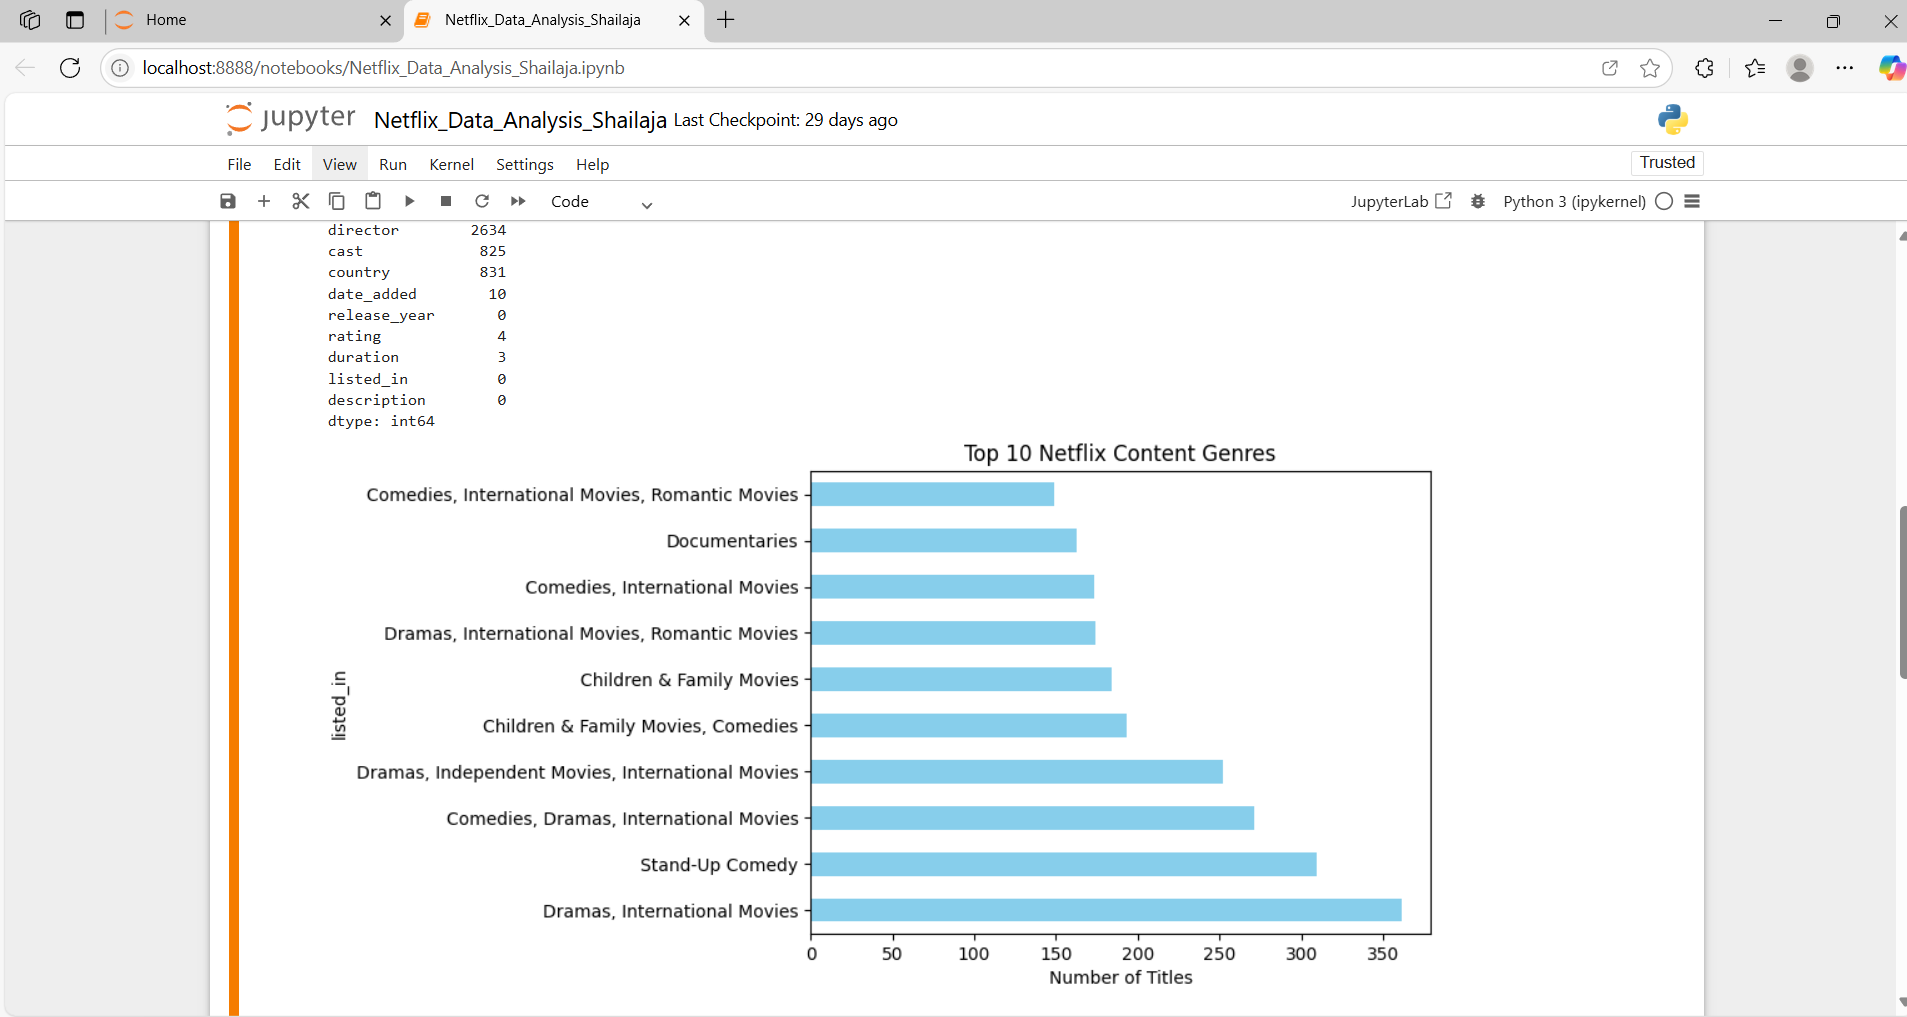 Home
Netflix_Data_Analysis_Shailaja
localhost:8888/notebooks/Netflix_Data_Analysis_Shailaja.ipynb
jupyter Netflix_Data_Analysis_Shailaja Last Checkpoint: 29 days ago
File Edit View Run Kernel Settings Help
Trusted
Code
JupyterLab Python 3 (ipykernel)
director 2634
cast 825
country 831
date_added 10
release_year 0
rating 4
duration 3
listed_in 0
description 0
dtype: int64
Top 10 Netflix Content Genres
Comedies, International Movies, Romantic Movies
Documentaries
Comedies, International Movies
Dramas, International Movies, Romantic Movies
Children & Family Movies
listed_in
Children & Family Movies, Comedies
Dramas, Independent Movies, International Movies
Comedies, Dramas, International Movies
Stand-Up Comedy
Dramas, International Movies
0 50 100 150 200 250 300 350
Number of Titles